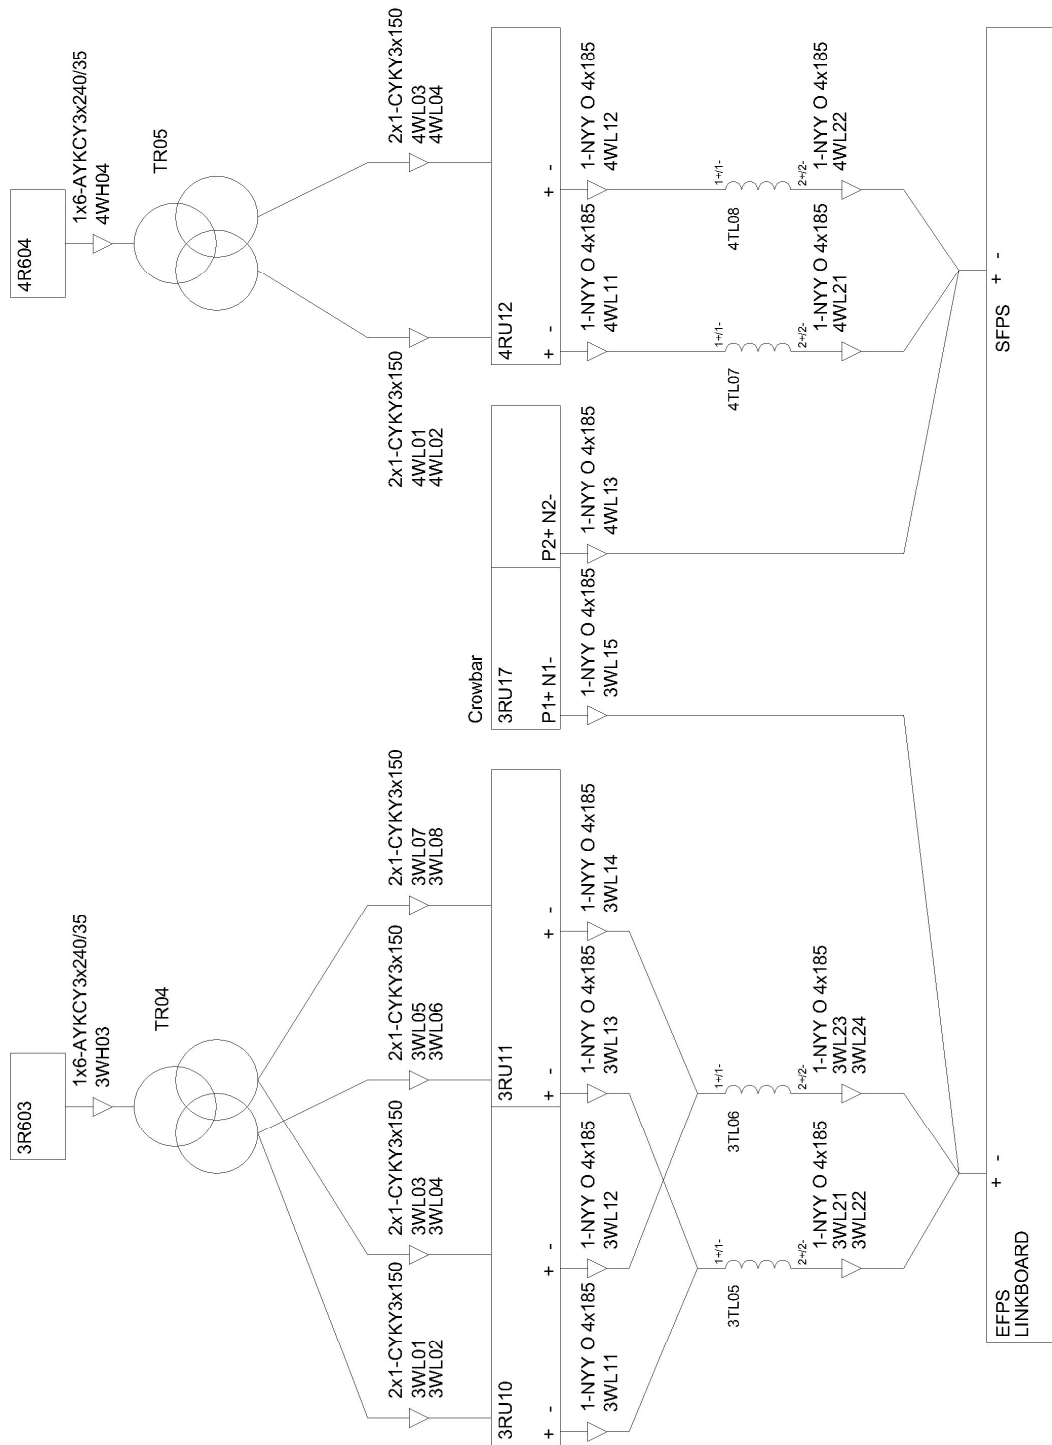 3R603
1x6-AYKCY3x240/35
3WH03
TR04
4R604
1x6-AYKCY3x240/35
4WH04
TR05
2x1-CYKY3x150
3WL01
3WL02
2x1-CYKY3x150
3WL03
3WL04
2x1-CYKY3x150
3WL05
3WL06
2x1-CYKY3x150
3WL07
3WL08
2x1-CYKY3x150
4WL01
4WL02
2x1-CYKY3x150
4WL03
4WL04
3RU10
+ -
+ -
3RU11
+ -
+ -
Crowbar
3RU17
P1+ N1-
P2+ N2-
4RU12
+ -
+ -
1-NYY O 4x185
3WL11
1-NYY O 4x185
3WL12
1-NYY O 4x185
3WL13
1-NYY O 4x185
3WL14
1-NYY O 4x185
3WL15
1-NYY O 4x185
4WL13
1-NYY O 4x185
4WL11
1-NYY O 4x185
4WL12
1+/1-
3TL05
2+/2-
1+/1-
3TL06
2+/2-
1+/1-
4TL07
2+/2-
1+/1-
4TL08
2+/2-
1-NYY O 4x185
3WL21
3WL22
1-NYY O 4x185
3WL23
3WL24
1-NYY O 4x185
4WL21
1-NYY O 4x185
4WL22
+ -
EFPS
LINKBOARD
+ -
SFPS